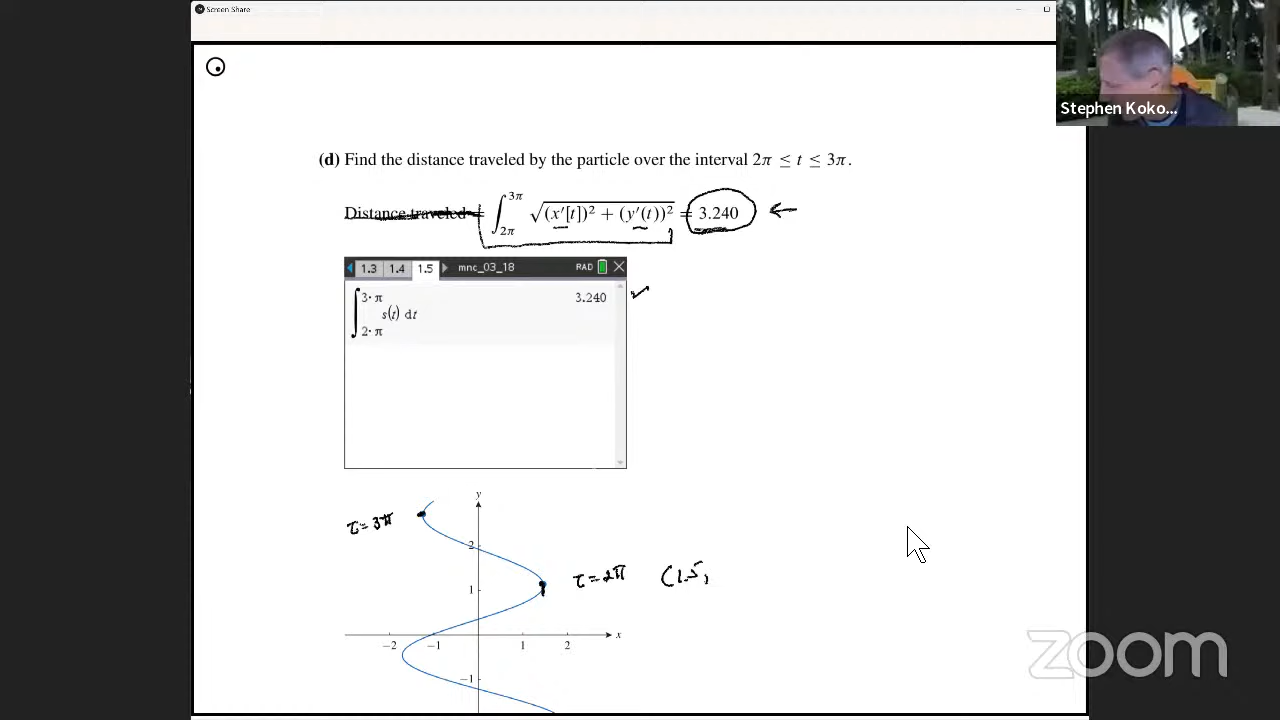 Screen Share
Stephen Koko...
(d) Find the distance traveled by the particle over the interval 2π ≤ t ≤ 3π.
Distance traveled = ∫_{2π}^{3π} √((x′[t])² + (y′(t))² = 3.240 ←
1.3 1.4 1.5 mnc_03_18 RAD
∫_{2·π}^{3·π} s(t) dt 3.240 ✓
y
t=3π
2
t=2π (1.5,
1
x
−2 −1 1 2
−1
zoom